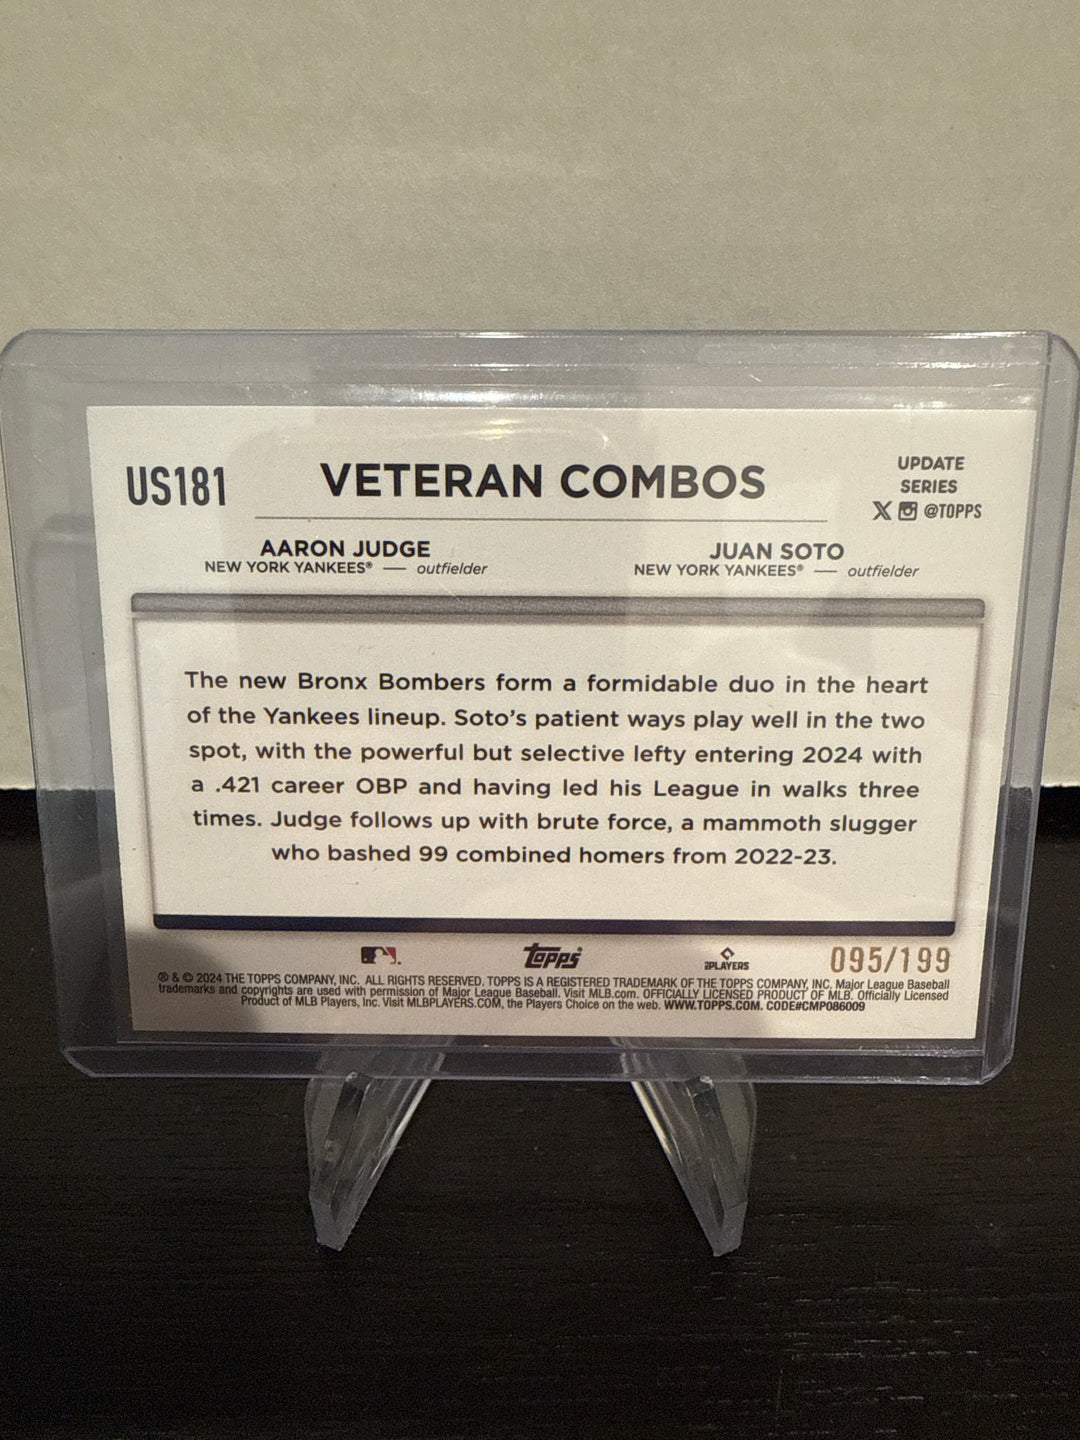 US181
VETERAN COMBOS
UPDATE
SERIES
X @TOPPS
AARON JUDGE
NEW YORK YANKEES® — outfielder
JUAN SOTO
NEW YORK YANKEES® — outfielder
The new Bronx Bombers form a formidable duo in the heart
of the Yankees lineup. Soto's patient ways play well in the two
spot, with the powerful but selective lefty entering 2024 with
a .421 career OBP and having led his League in walks three
times. Judge follows up with brute force, a mammoth slugger
who bashed 99 combined homers from 2022-23.
Topps®
PLAYERS
095/199
® & © 2024 THE TOPPS COMPANY, INC. ALL RIGHTS RESERVED. TOPPS IS A REGISTERED TRADEMARK OF THE TOPPS COMPANY, INC. Major League Baseball
trademarks and copyrights are used with permission of Major League Baseball. Visit MLB.com. OFFICIALLY LICENSED PRODUCT OF MLB. Officially Licensed
Product of MLB Players, Inc. Visit MLBPLAYERS.COM, the Players Choice on the web. WWW.TOPPS.COM. CODE#CMP086009